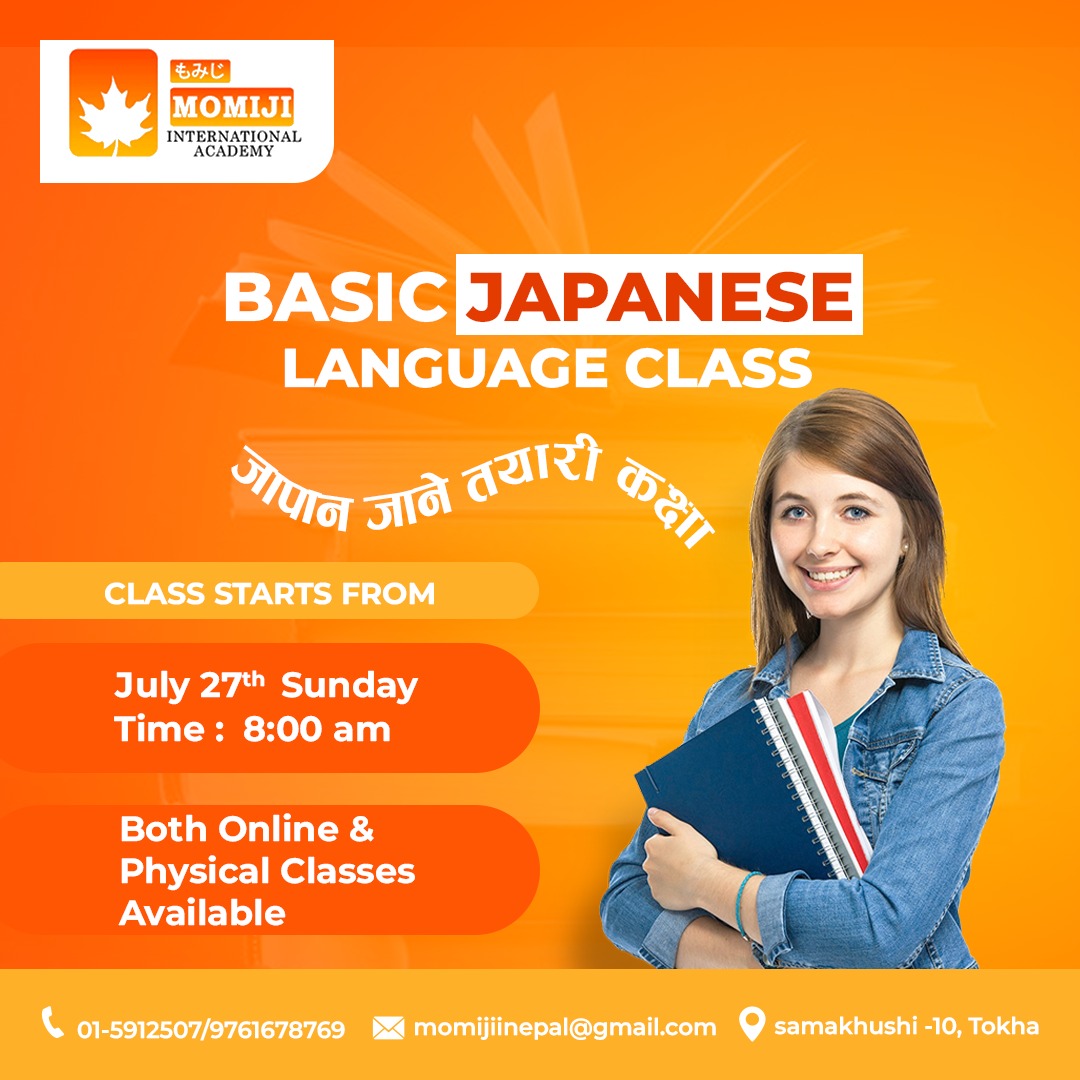 もみじ
MOMIJI
INTERNATIONAL
ACADEMY
BASIC JAPANESE
LANGUAGE CLASS
जापान जाने तयारी कक्षा
CLASS STARTS FROM
July 27th Sunday
Time : 8:00 am
Both Online &
Physical Classes
Available
01-5912507/9761678769
momijiinepal@gmail.com
samakhushi -10, Tokha